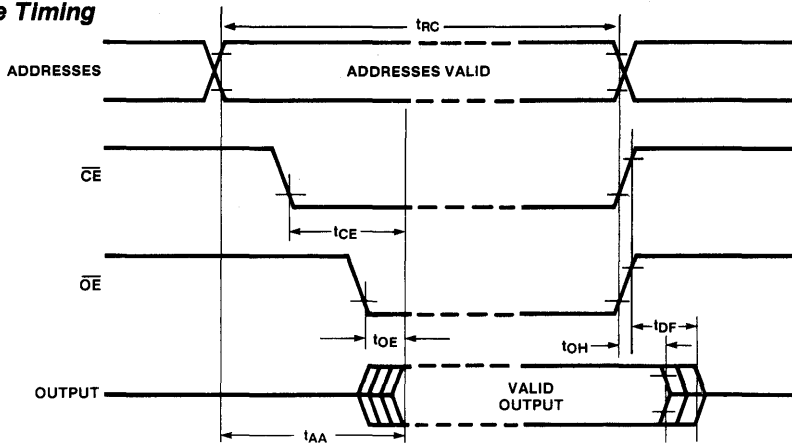 e Timing
tRC
ADDRESSES
ADDRESSES VALID
CE
tCE
OE
tOE
tOH
tDF
OUTPUT
VALID
OUTPUT
tAA